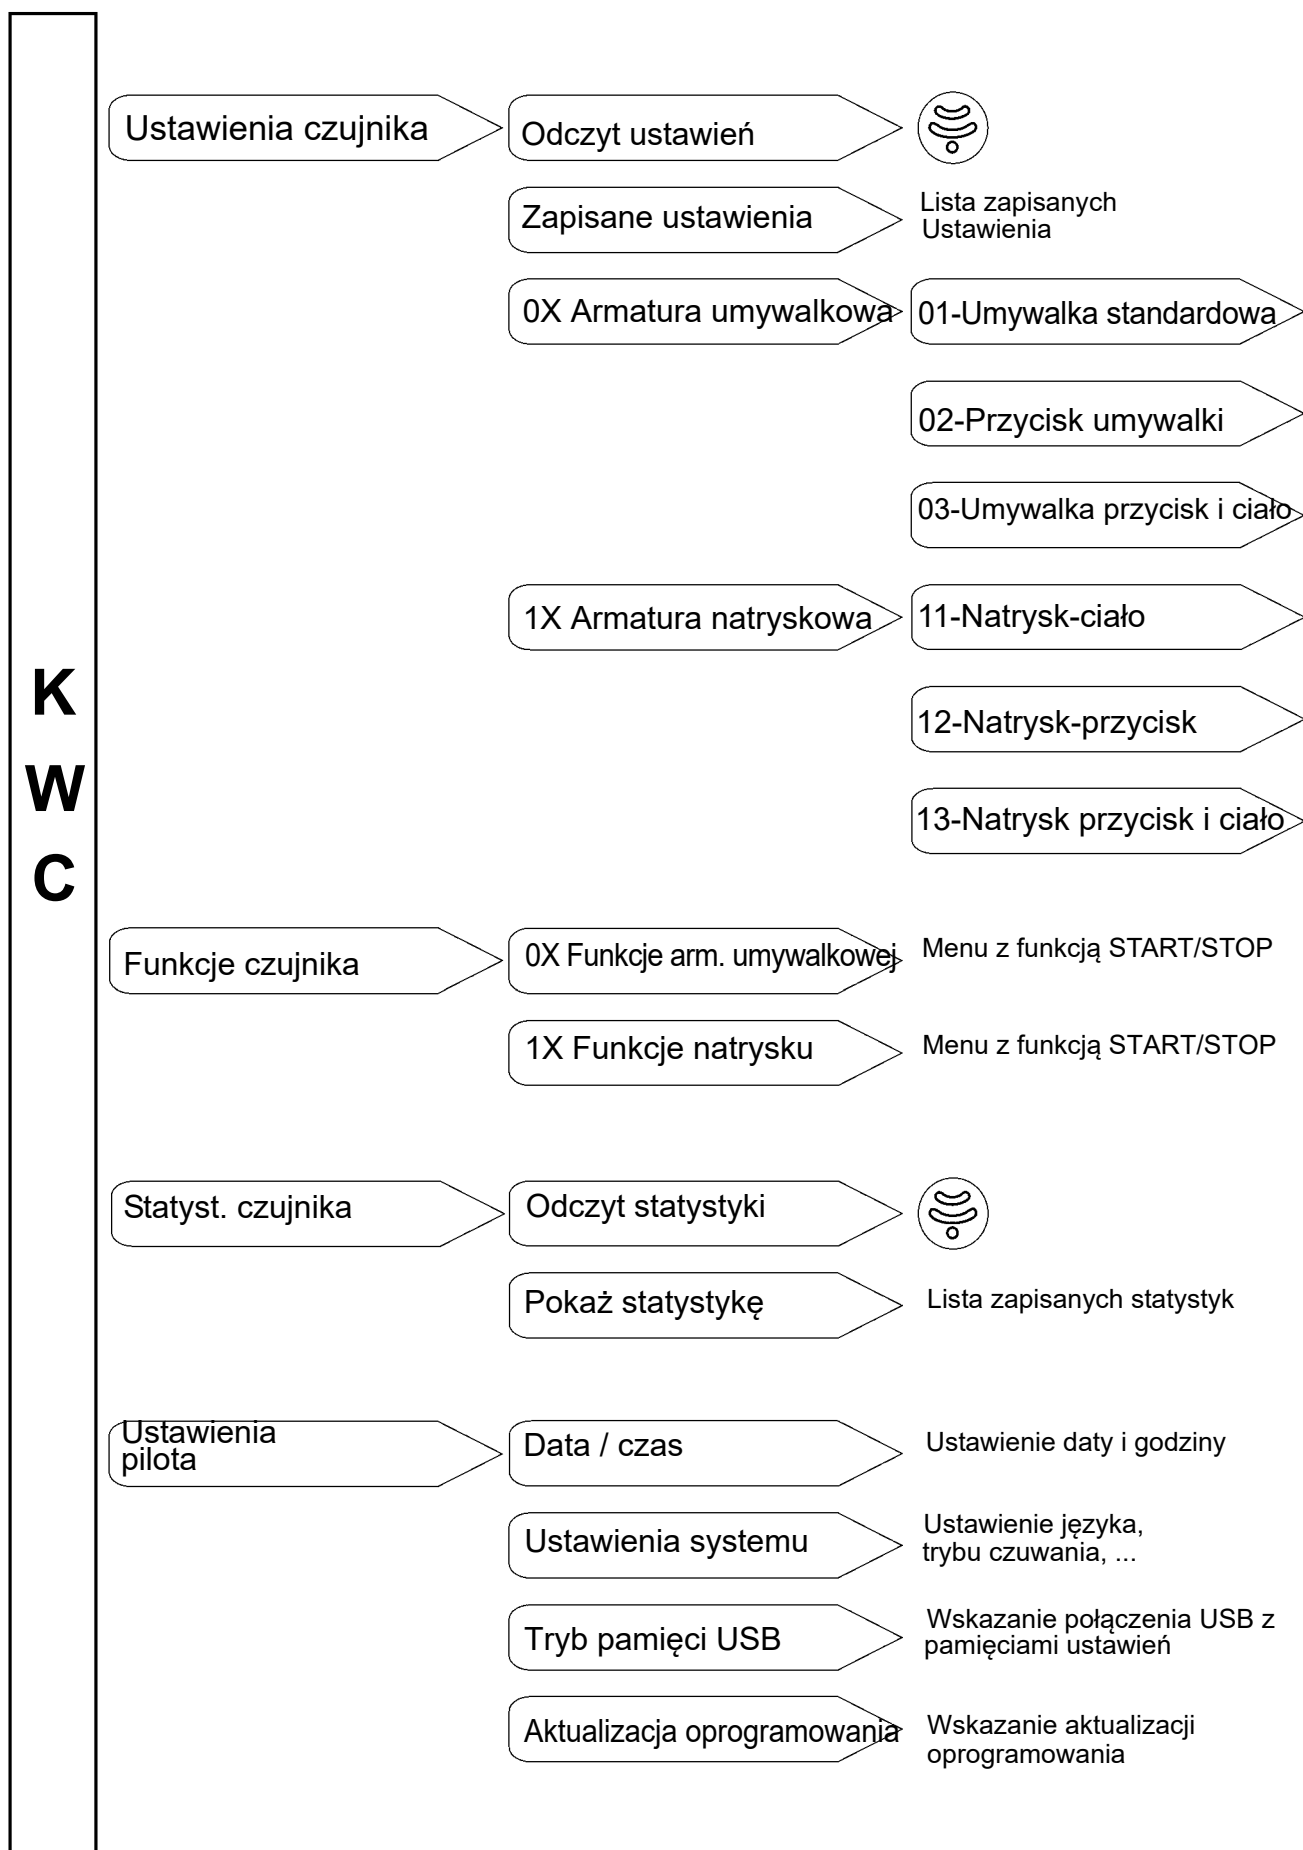 Ustawienia czujnika
Odczyt ustawień
Zapisane ustawienia
Lista zapisanych
Ustawienia
0X Armatura umywalkowa
01-Umywalka standardowa
02-Przycisk umywalki
03-Umywalka przycisk i ciało
1X Armatura natryskowa
11-Natrysk-ciało
12-Natrysk-przycisk
13-Natrysk przycisk i ciało
K
W
C
Funkcje czujnika
0X Funkcje arm. umywalkowej
Menu z funkcją START/STOP
1X Funkcje natrysku
Menu z funkcją START/STOP
Statyst. czujnika
Odczyt statystyki
Pokaż statystykę
Lista zapisanych statystyk
Ustawienia
pilota
Data / czas
Ustawienie daty i godziny
Ustawienia systemu
Ustawienie języka,
trybu czuwania, ...
Tryb pamięci USB
Wskazanie połączenia USB z
pamięciami ustawień
Aktualizacja oprogramowania
Wskazanie aktualizacji
oprogramowania